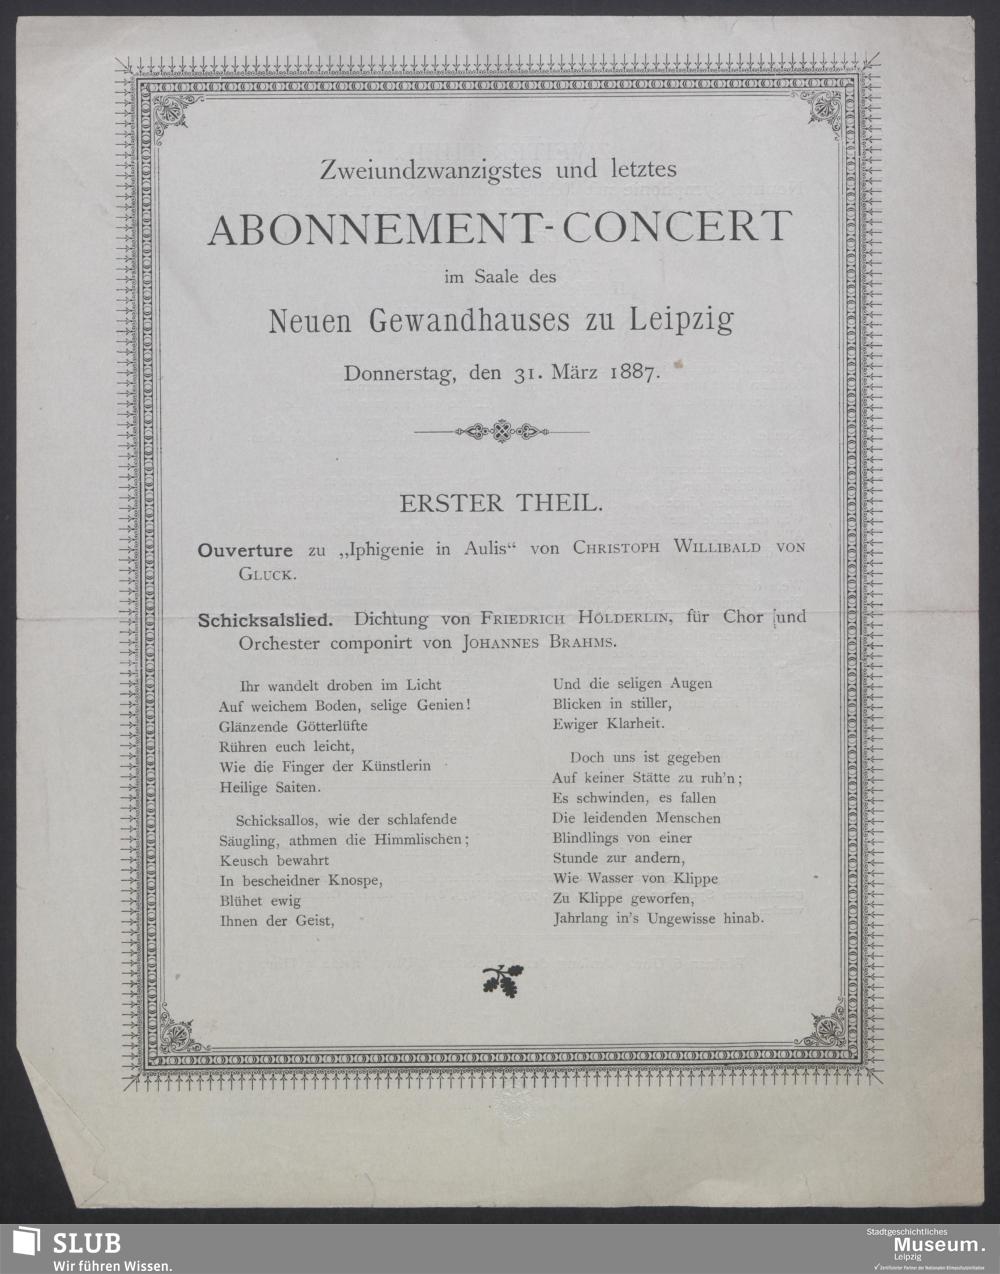 Zweiundzwanzigstes und letztes
ABONNEMENT-CONCERT
im Saale des
Neuen Gewandhauses zu Leipzig
Donnerstag, den 31. März 1887.
ERSTER THEIL.
Ouverture zu „Iphigenie in Aulis“ von CHRISTOPH WILLIBALD VON
GLUCK.
Schicksalslied. Dichtung von FRIEDRICH HÖLDERLIN, für Chor und
Orchester componirt von JOHANNES BRAHMS.
Ihr wandelt droben im Licht
Auf weichem Boden, selige Genien!
Glänzende Götterlüfte
Rühren euch leicht,
Wie die Finger der Künstlerin
Heilige Saiten.
Schicksallos, wie der schlafende
Säugling, athmen die Himmlischen;
Keusch bewahrt
In bescheidner Knospe,
Blühet ewig
Ihnen der Geist,
Und die seligen Augen
Blicken in stiller,
Ewiger Klarheit.
Doch uns ist gegeben
Auf keiner Stätte zu ruh'n;
Es schwinden, es fallen
Die leidenden Menschen
Blindlings von einer
Stunde zur andern,
Wie Wasser von Klippe
Zu Klippe geworfen,
Jahrlang in's Ungewisse hinab.
SLUB
Wir führen Wissen.
Stadtgeschichtliches
Museum.
Leipzig
Zertifizierter Partner der Nationalen Klimaschutzinitiative